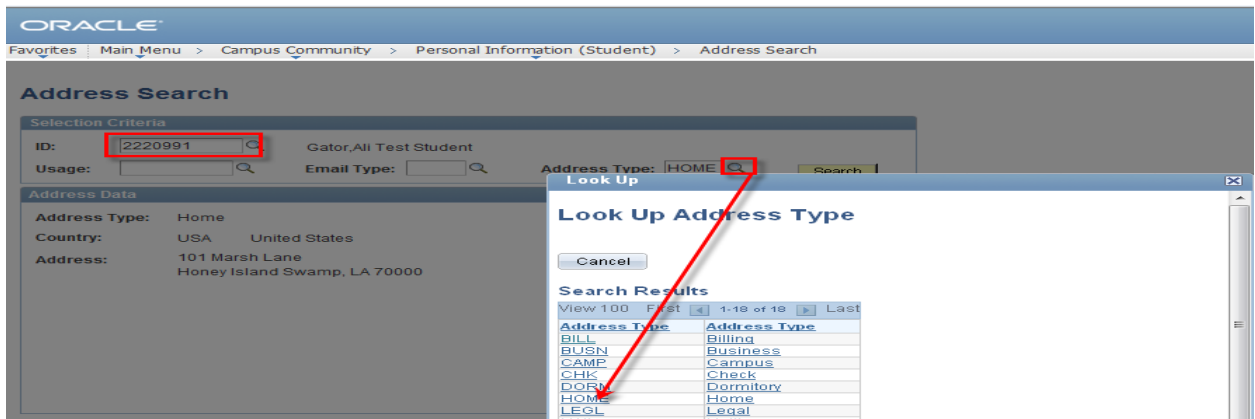 ORACLE
Favorites Main Menu > Campus Community > Personal Information (Student) > Address Search
Address Search
Selection Criteria
ID: 2220991 Gator,Ali Test Student
Usage: Email Type: Address Type: HOME Search
Address Data
Address Type: Home
Country: USA United States
Address: 101 Marsh Lane
Honey Island Swamp, LA 70000
Look Up
Look Up Address Type
Cancel
Search Results
View 100 First 1-18 of 18 Last
Address Type Address Type
BILL Billing
BUSN Business
CAMP Campus
CHK Check
DORM Dormitory
HOME Home
LEGL Legal